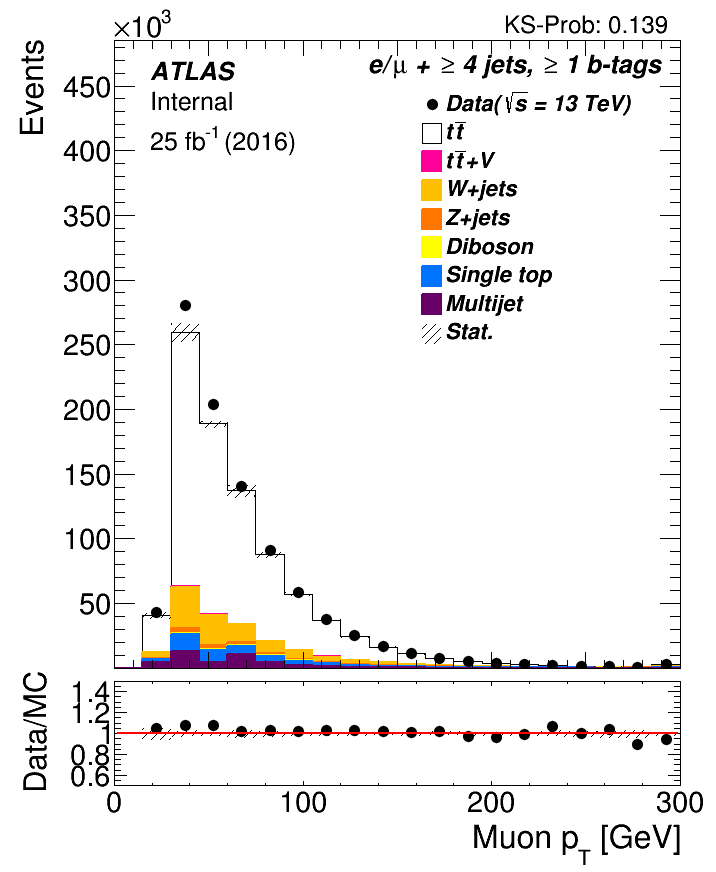 ×10³
KS-Prob: 0.139
Events
ATLAS
Internal
25 fb⁻¹ (2016)
e/μ + ≥ 4 jets, ≥ 1 b-tags
Data(√s = 13 TeV)
tt̅
tt̅+V
W+jets
Z+jets
Diboson
Single top
Multijet
Stat.
450
400
350
300
250
200
150
100
50
Data/MC
1.4
1.2
1
0.8
0.6
0 100 200 300
Muon p_T [GeV]